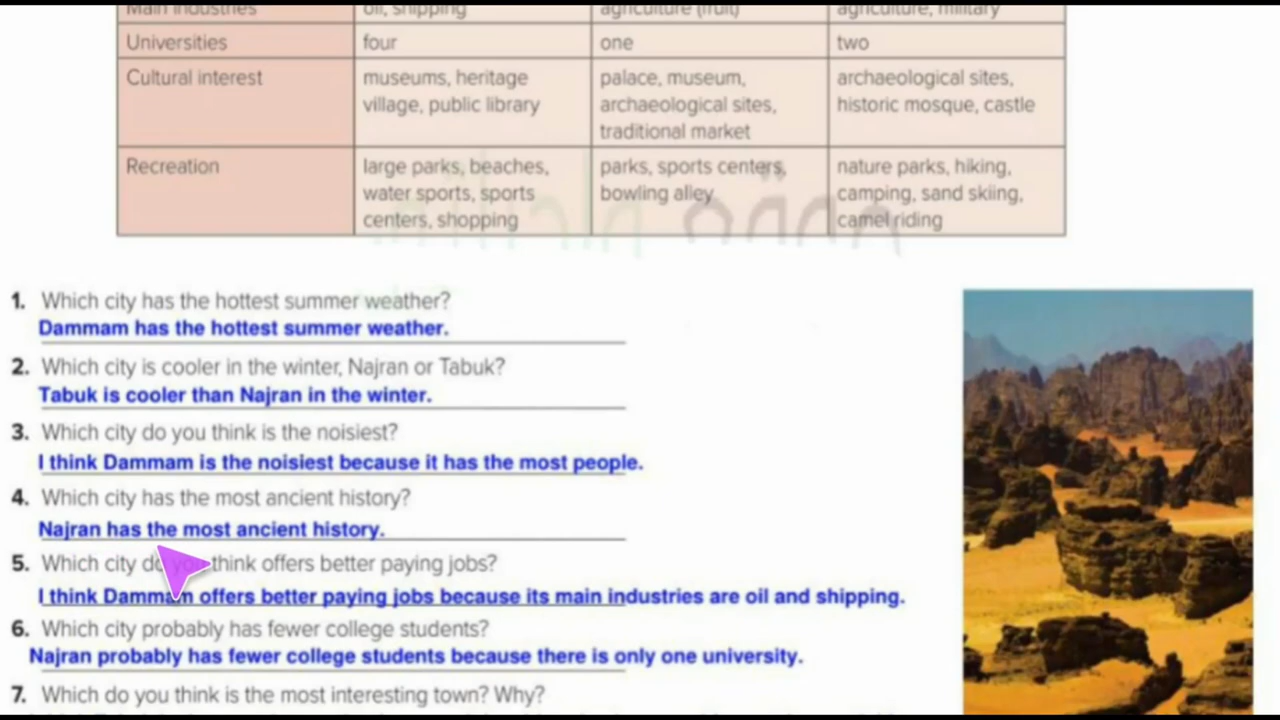 Main industries oil, shipping agriculture (fruit) agriculture, military
Universities four one two
Cultural interest museums, heritage village, public library palace, museum, archaeological sites, traditional market archaeological sites, historic mosque, castle
Recreation large parks, beaches, water sports, sports centers, shopping parks, sports centers, bowling alley nature parks, hiking, camping, sand skiing, camel riding
1. Which city has the hottest summer weather?
Dammam has the hottest summer weather.
2. Which city is cooler in the winter, Najran or Tabuk?
Tabuk is cooler than Najran in the winter.
3. Which city do you think is the noisiest?
I think Dammam is the noisiest because it has the most people.
4. Which city has the most ancient history?
Najran has the most ancient history.
5. Which city do you think offers better paying jobs?
I think Dammam offers better paying jobs because its main industries are oil and shipping.
6. Which city probably has fewer college students?
Najran probably has fewer college students because there is only one university.
7. Which do you think is the most interesting town? Why?